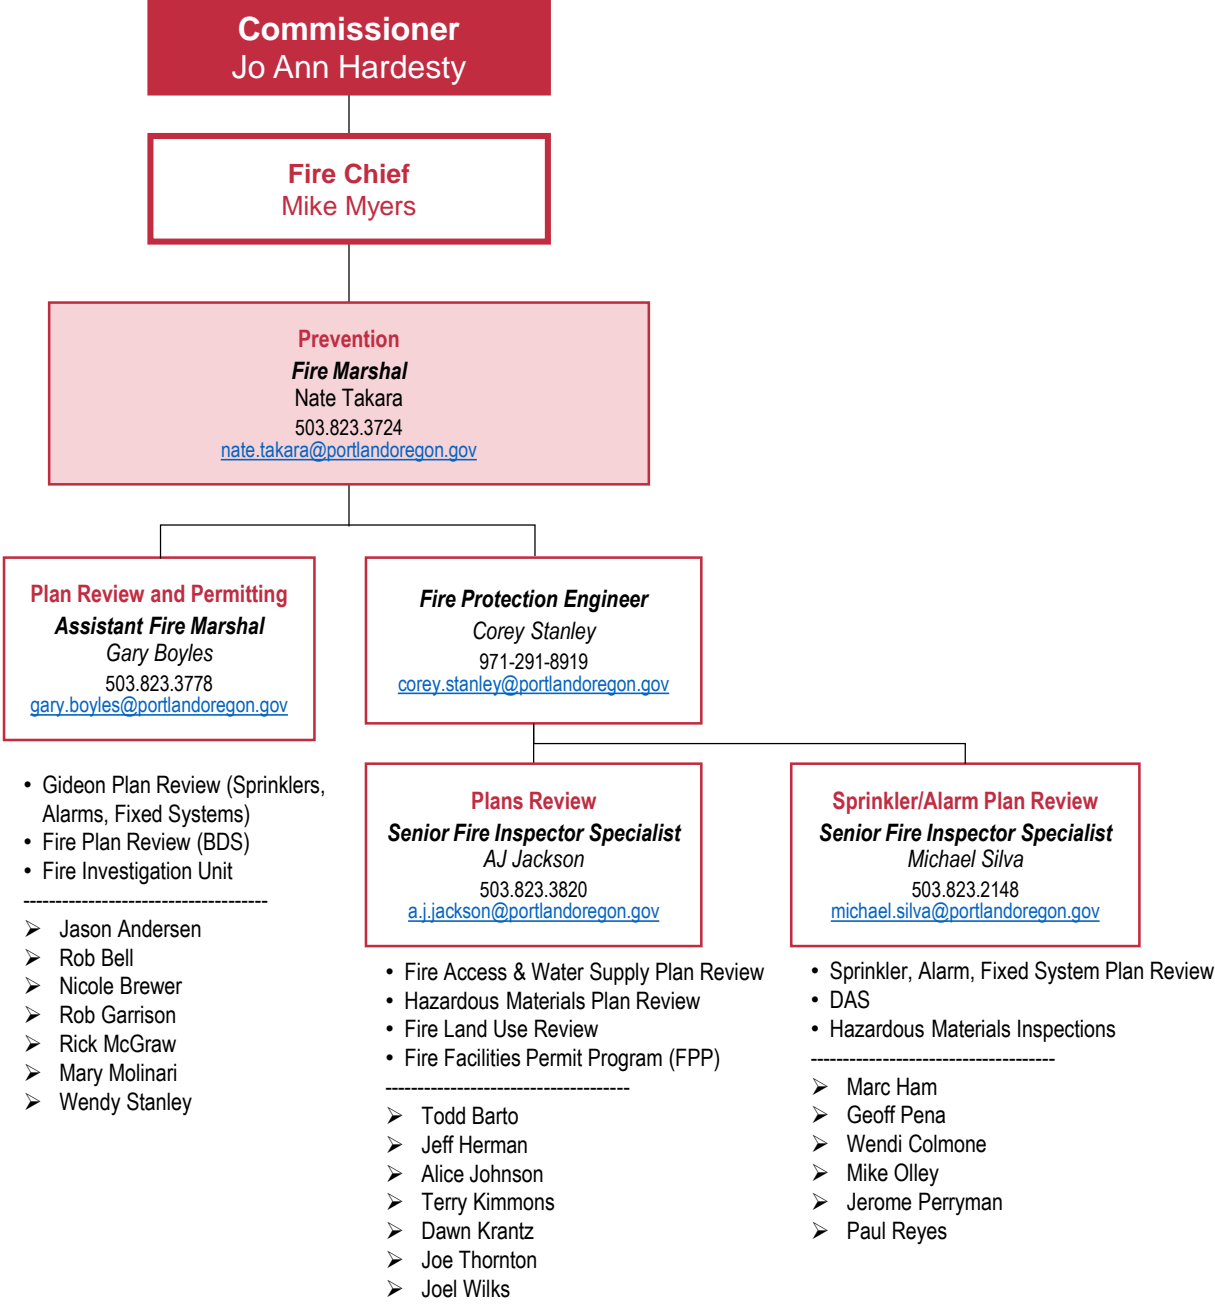 Commissioner
Jo Ann Hardesty
Fire Chief
Mike Myers
Prevention
Fire Marshal
Nate Takara
503.823.3724
nate.takara@portlandoregon.gov
Plan Review and Permitting
Assistant Fire Marshal
Gary Boyles
503.823.3778
gary.boyles@portlandoregon.gov
• Gideon Plan Review (Sprinklers,
Alarms, Fixed Systems)
• Fire Plan Review (BDS)
• Fire Investigation Unit
--------------------------------------
➢ Jason Andersen
➢ Rob Bell
➢ Nicole Brewer
➢ Rob Garrison
➢ Rick McGraw
➢ Mary Molinari
➢ Wendy Stanley
Fire Protection Engineer
Corey Stanley
971-291-8919
corey.stanley@portlandoregon.gov
Plans Review
Senior Fire Inspector Specialist
AJ Jackson
503.823.3820
a.j.jackson@portlandoregon.gov
• Fire Access & Water Supply Plan Review
• Hazardous Materials Plan Review
• Fire Land Use Review
• Fire Facilities Permit Program (FPP)
--------------------------------------
➢ Todd Barto
➢ Jeff Herman
➢ Alice Johnson
➢ Terry Kimmons
➢ Dawn Krantz
➢ Joe Thornton
➢ Joel Wilks
Sprinkler/Alarm Plan Review
Senior Fire Inspector Specialist
Michael Silva
503.823.2148
michael.silva@portlandoregon.gov
• Sprinkler, Alarm, Fixed System Plan Review
• DAS
• Hazardous Materials Inspections
--------------------------------------
➢ Marc Ham
➢ Geoff Pena
➢ Wendi Colmone
➢ Mike Olley
➢ Jerome Perryman
➢ Paul Reyes